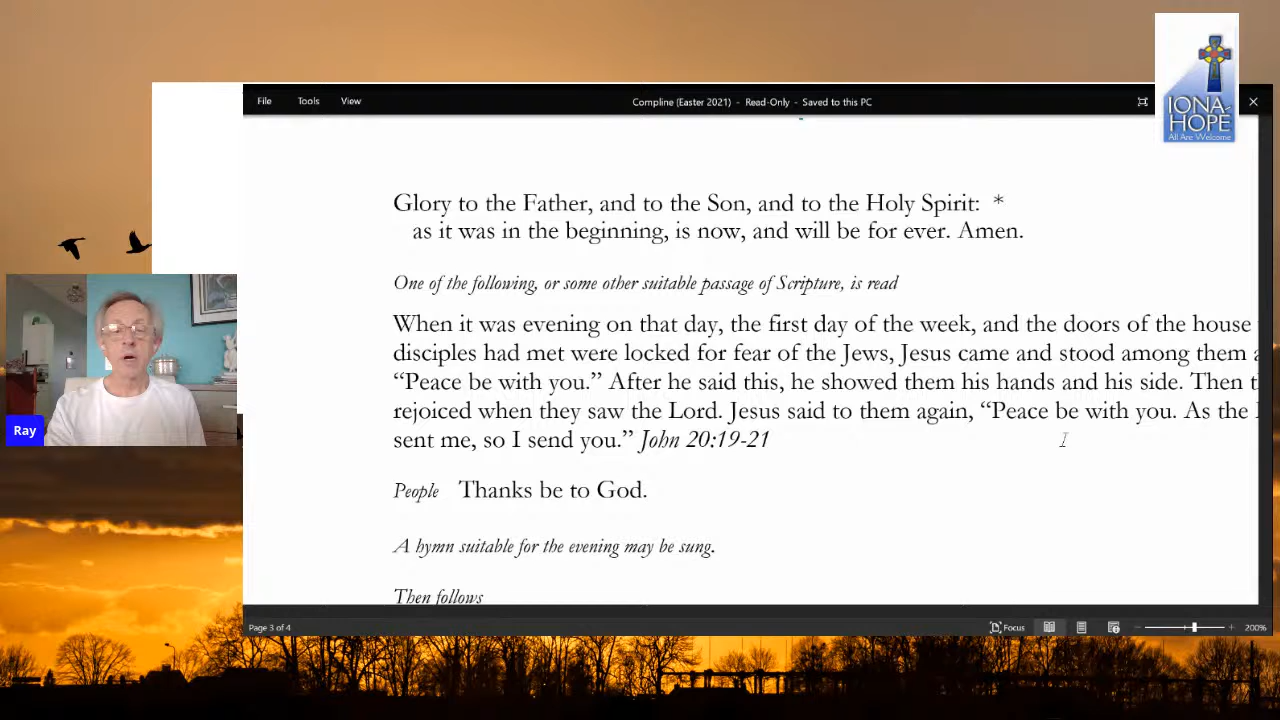 File Tools View Compline (Easter 2021) - Read-Only - Saved to this PC
IONA-
HOPE
All Are Welcome
Glory to the Father, and to the Son, and to the Holy Spirit: *
as it was in the beginning, is now, and will be for ever. Amen.
One of the following, or some other suitable passage of Scripture, is read
When it was evening on that day, the first day of the week, and the doors of the house
disciples had met were locked for fear of the Jews, Jesus came and stood among them a
“Peace be with you.” After he said this, he showed them his hands and his side. Then t
rejoiced when they saw the Lord. Jesus said to them again, “Peace be with you. As the
sent me, so I send you.” John 20:19-21
People Thanks be to God.
A hymn suitable for the evening may be sung.
Then follows
Ray
Page 3 of 4 Focus 200%